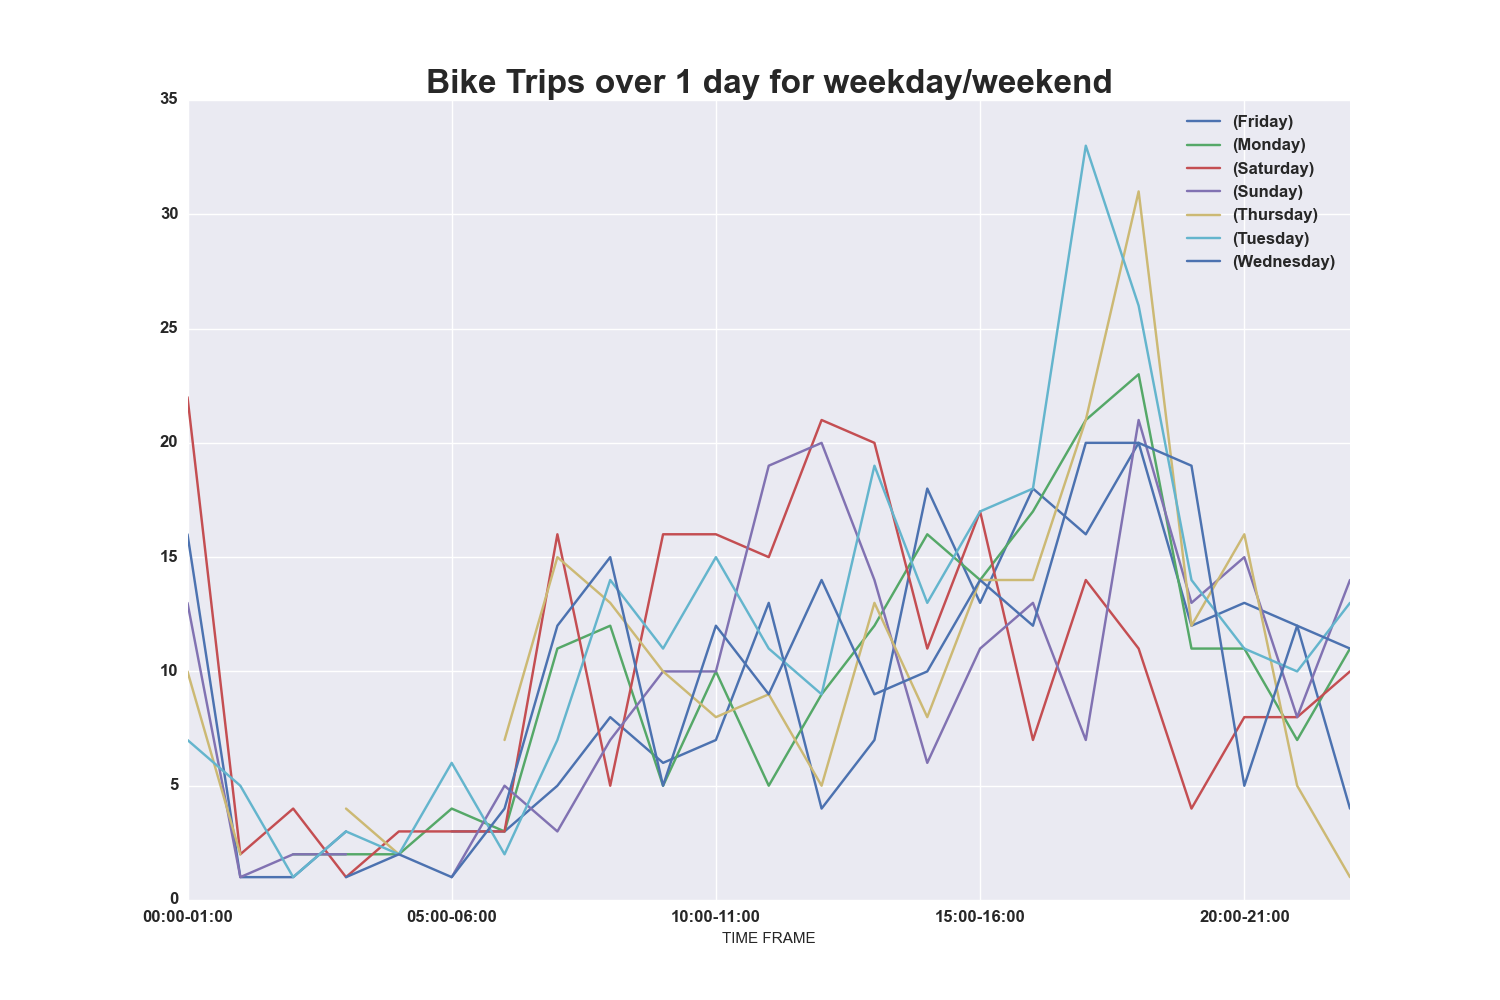 Bike Trips over 1 day for weekday/weekend
35
30
25
20
15
10
5
0
(Friday)
(Monday)
(Saturday)
(Sunday)
(Thursday)
(Tuesday)
(Wednesday)
00:00-01:00 05:00-06:00 10:00-11:00 15:00-16:00 20:00-21:00
TIME FRAME